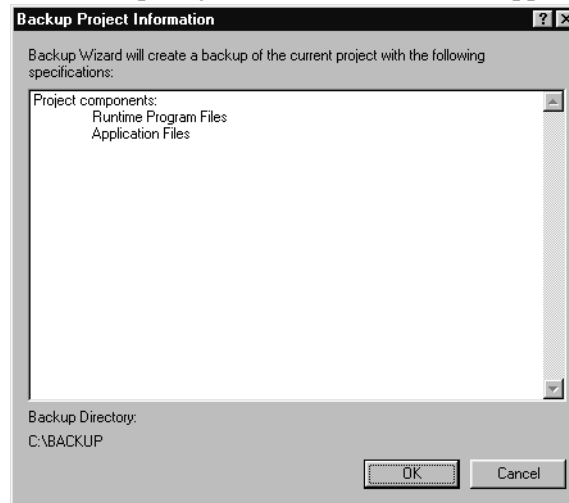 Backup Project Information
Backup Wizard will create a backup of the current project with the following
specifications:
Project components:
Runtime Program Files
Application Files
Backup Directory:
C:\BACKUP
OK Cancel